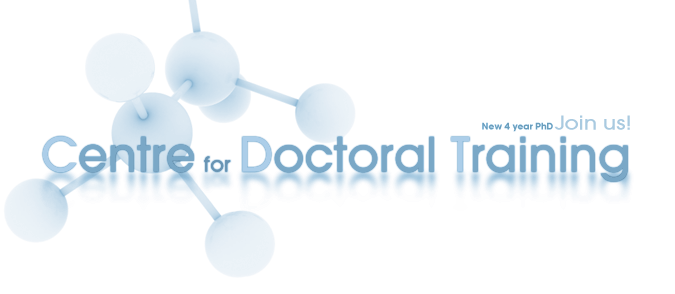 New 4 year PhD Join us!
Centre for Doctoral Training